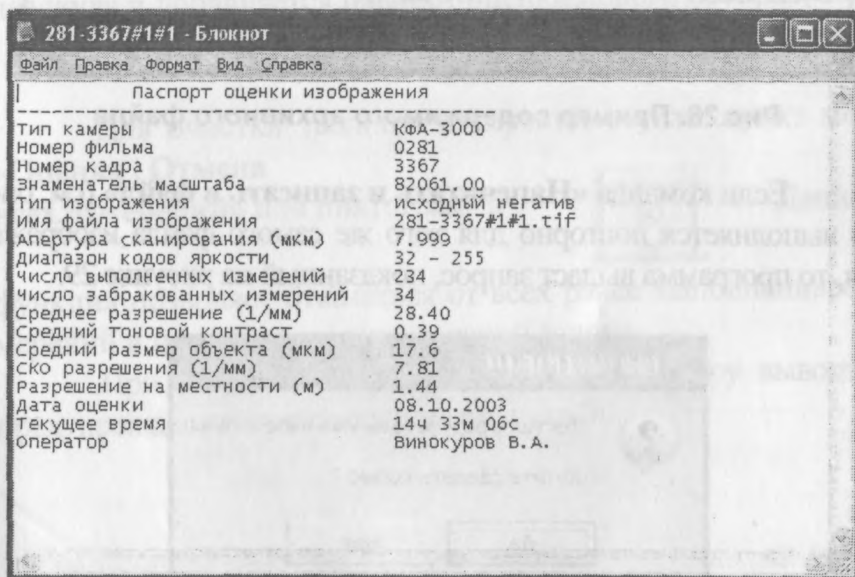 281-3367#1#1 - Блокнот
Файл Правка Формат Вид Справка
Паспорт оценки изображения
Тип камеры КФА-3000
Номер фильма 0281
Номер кадра 3367
Знаменатель масштаба 82061.00
Тип изображения исходный негатив
Имя файла изображения 281-3367#1#1.tif
Апертура сканирования (мкм) 7.999
Диапазон кодов яркости 32 - 255
Число выполненных измерений 234
Число забракованных измерений 34
Среднее разрешение (1/мм) 28.40
Средний тоновой контраст 0.39
Средний размер объекта (мкм) 17.6
СКО разрешения (1/мм) 7.81
Разрешение на местности (м) 1.44
Дата оценки 08.10.2003
Текущее время 14ч 33м 06с
Оператор Винокуров В.А.